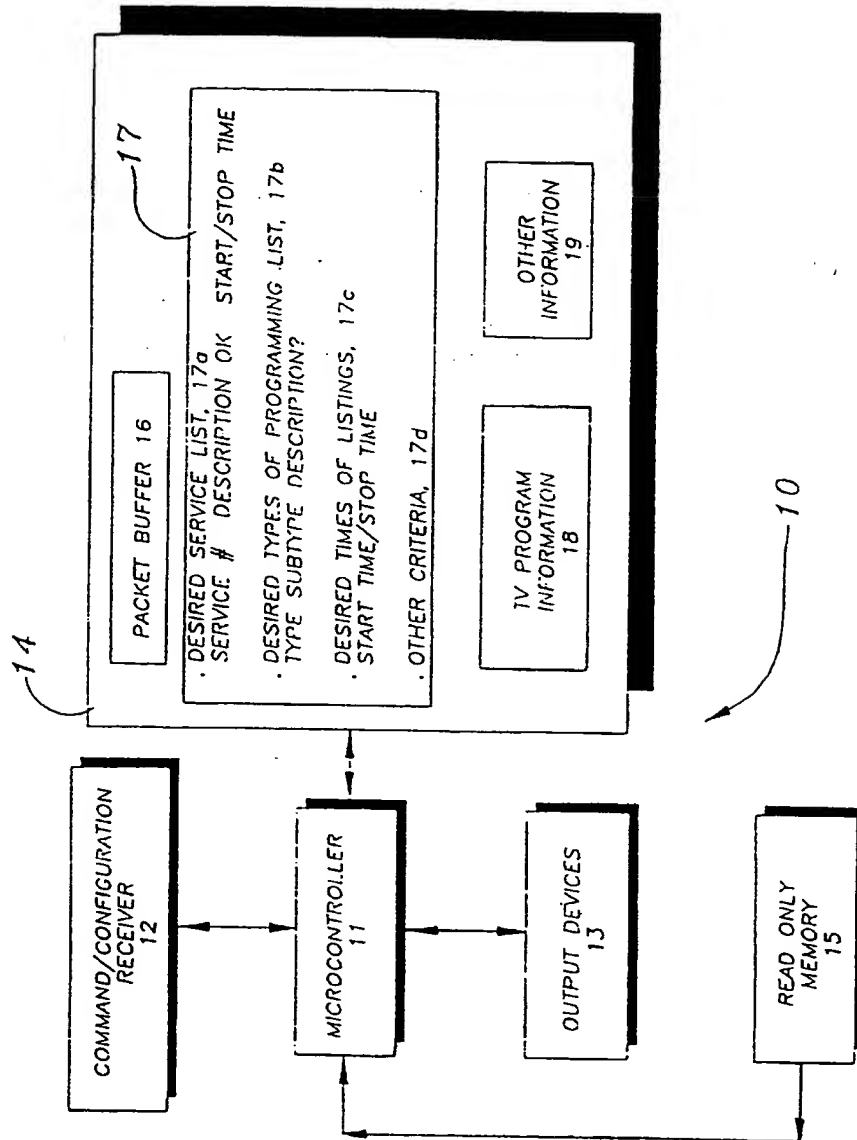 COMMAND/CONFIGURATION
RECEIVER
12
MICROCONTROLLER
11
OUTPUT DEVICES
13
READ ONLY
MEMORY
15
14
PACKET BUFFER 16
17
. DESIRED SERVICE LIST, 17a
SERVICE # DESCRIPTION OK START/STOP TIME
. DESIRED TYPES OF PROGRAMMING LIST, 17b
TYPE SUBTYPE DESCRIPTION?
. DESIRED TIMES OF LISTINGS, 17c
START TIME/STOP TIME
. OTHER CRITERIA, 17d
TV PROGRAM
INFORMATION
18
OTHER
INFORMATION
19
10